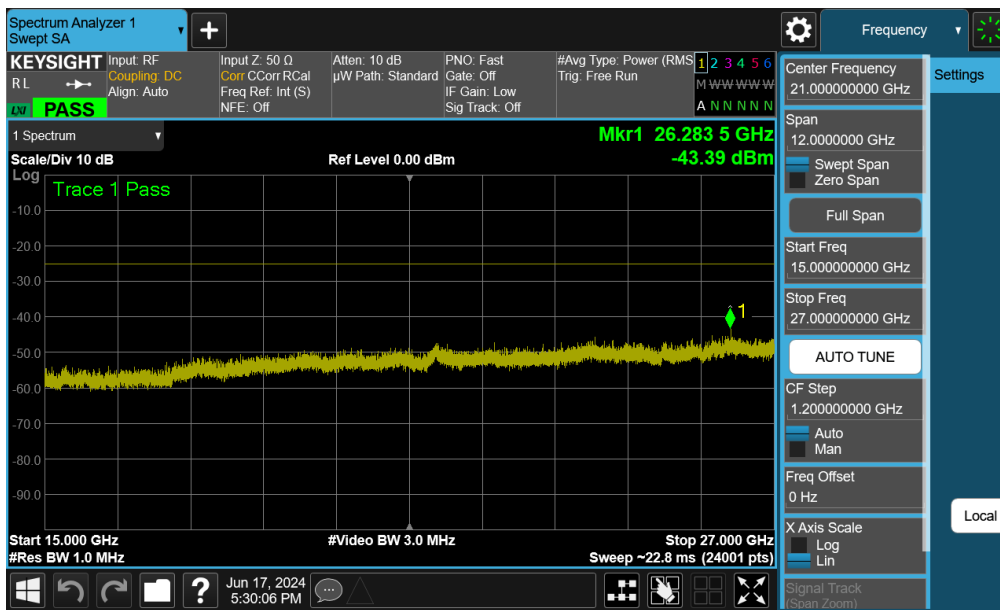 Spectrum Analyzer 1
Swept SA
+
Frequency
KEYSIGHT
RL
LXI PASS
Input: RF
Coupling: DC
Align: Auto
Input Z: 50 Ω
Corr CCorr RCal
Freq Ref: Int (S)
NFE: Off
Atten: 10 dB
µW Path: Standard
PNO: Fast
Gate: Off
IF Gain: Low
Sig Track: Off
#Avg Type: Power (RMS
Trig: Free Run
1 2 3 4 5 6
M W W W W W
A N N N N N
1 Spectrum
Mkr1 26.283 5 GHz
Scale/Div 10 dB
Ref Level 0.00 dBm
-43.39 dBm
Log
Trace 1 Pass
-10.0
-20.0
-30.0
-40.0
1
-50.0
-60.0
-70.0
-80.0
-90.0
Start 15.000 GHz
#Video BW 3.0 MHz
Stop 27.000 GHz
#Res BW 1.0 MHz
Sweep ~22.8 ms (24001 pts)
Center Frequency
21.000000000 GHz
Settings
Span
12.0000000 GHz
Swept Span
Zero Span
Full Span
Start Freq
15.000000000 GHz
Stop Freq
27.000000000 GHz
AUTO TUNE
CF Step
1.200000000 GHz
Auto
Man
Freq Offset
0 Hz
Local
X Axis Scale
Log
Lin
Signal Track
(Span Zoom)
?
Jun 17, 2024
5:30:06 PM